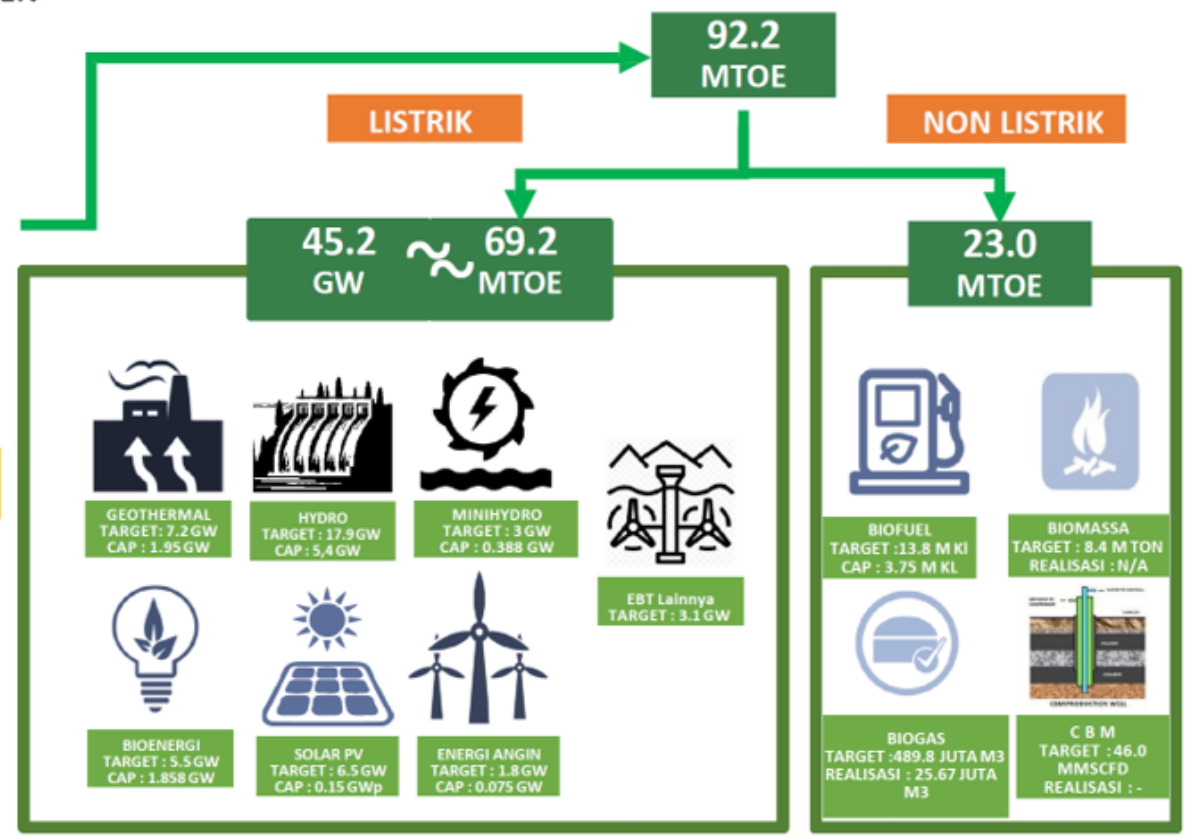 92.2
MTOE
LISTRIK
NON LISTRIK
45.2
GW
69.2
MTOE
23.0
MTOE
GEOTHERMAL
TARGET: 7.2 GW
CAP : 1.95 GW
HYDRO
TARGET : 17.9GW
CAP : 5,4 GW
MINIHYDRO
TARGET : 3 GW
CAP : 0.388 GW
EBT Lainnya
TARGET : 3.1 GW
BIOENERGI
TARGET : 5.5 GW
CAP : 1.858 GW
SOLAR PV
TARGET : 6.5 GW
CAP : 0.15 GWp
ENERGI ANGIN
TARGET : 1.8 GW
CAP : 0.075 GW
BIOFUEL
TARGET :13.8 M Kl
CAP : 3.75 M KL
BIOMASSA
TARGET : 8.4 M TON
REALISASI : N/A
BIOGAS
TARGET :489.8 JUTA M3
REALISASI : 25.67 JUTA
M3
C B M
TARGET :46.0
MMSCFD
REALISASI : -